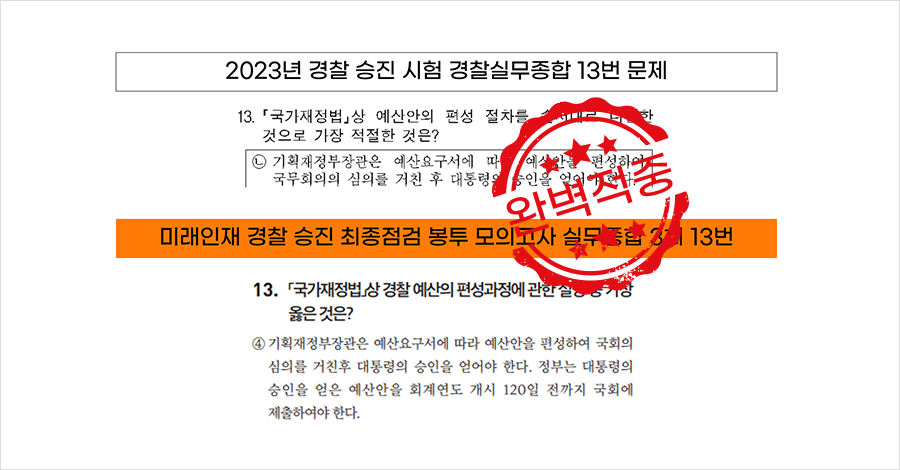 2023년 경찰 승진 시험 경찰실무종합 13번 문제
13. 「국가재정법」상 예산안의 편성 절차를
것으로 가장 적절한 것은?
㉡ 기획재정부장관은 예산요구서에 따라 예산안을 편성하여
국무회의의 심의를 거친 후 대통령의 승인을 얻어야 한다.
완벽적중
미래인재 경찰 승진 최종점검 봉투 모의고사 실무종합 3회 13번
13. 「국가재정법」상 경찰 예산의 편성과정에 관한 설명 중 가장
옳은 것은?
④ 기획재정부장관은 예산요구서에 따라 예산안을 편성하여 국회의
심의를 거친후 대통령의 승인을 얻어야 한다. 정부는 대통령의
승인을 얻은 예산안을 회계연도 개시 120일 전까지 국회에
제출하여야 한다.